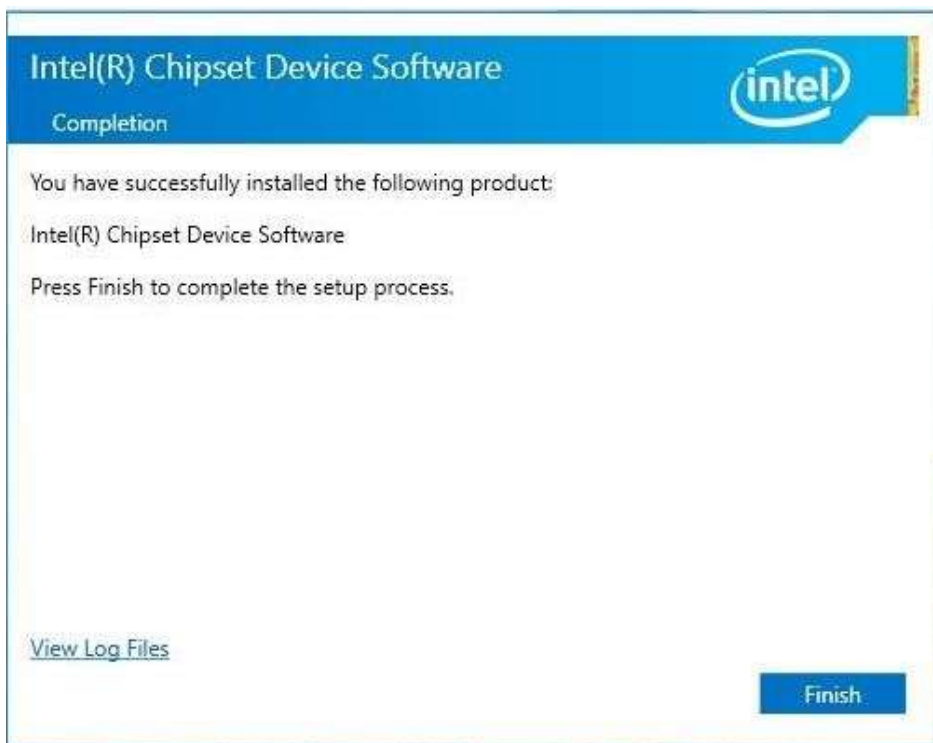 Intel(R) Chipset Device Software
intel
Completion
You have successfully installed the following product:
Intel(R) Chipset Device Software
Press Finish to complete the setup process.
View Log Files
Finish